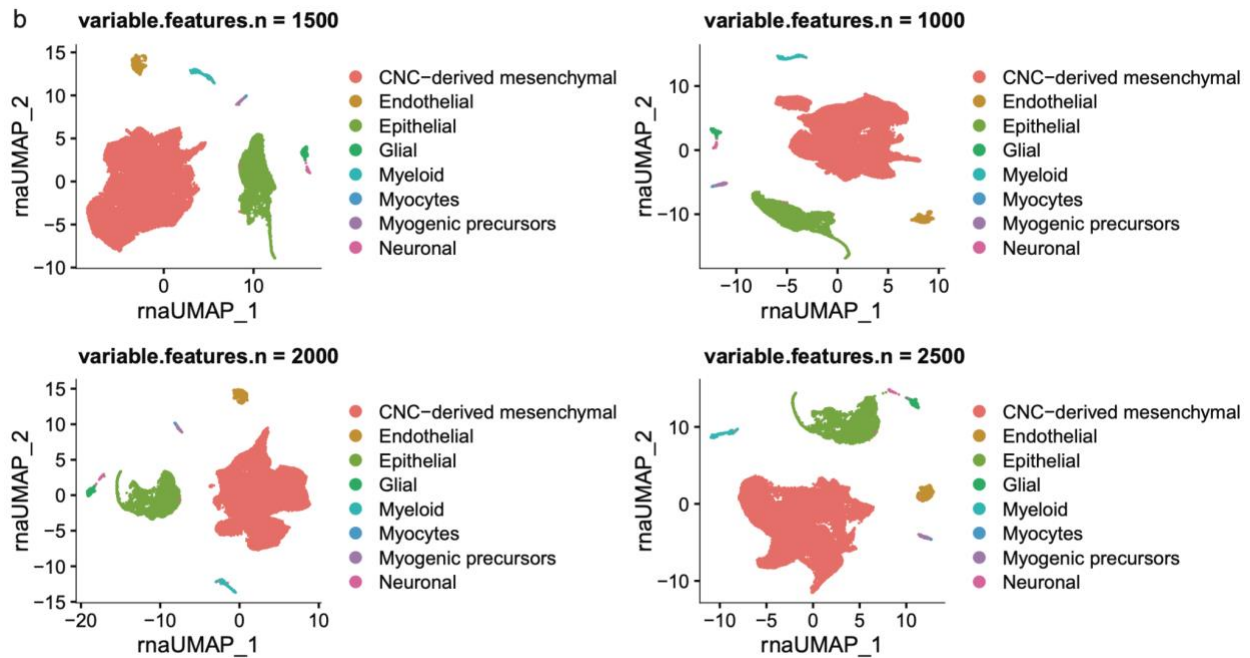 b
variable.features.n = 1500
15
10
5
0
−5
−10
rnaUMAP_2
0
10
rnaUMAP_1
CNC−derived mesenchymal
Endothelial
Epithelial
Glial
Myeloid
Myocytes
Myogenic precursors
Neuronal
variable.features.n = 1000
10
0
−10
rnaUMAP_2
−10
−5
0
5
10
rnaUMAP_1
CNC−derived mesenchymal
Endothelial
Epithelial
Glial
Myeloid
Myocytes
Myogenic precursors
Neuronal
variable.features.n = 2000
15
10
5
0
−5
−10
−15
rnaUMAP_2
−20
−10
0
10
rnaUMAP_1
CNC−derived mesenchymal
Endothelial
Epithelial
Glial
Myeloid
Myocytes
Myogenic precursors
Neuronal
variable.features.n = 2500
10
0
−10
rnaUMAP_2
−10
−5
0
5
10
rnaUMAP_1
CNC−derived mesenchymal
Endothelial
Epithelial
Glial
Myeloid
Myocytes
Myogenic precursors
Neuronal